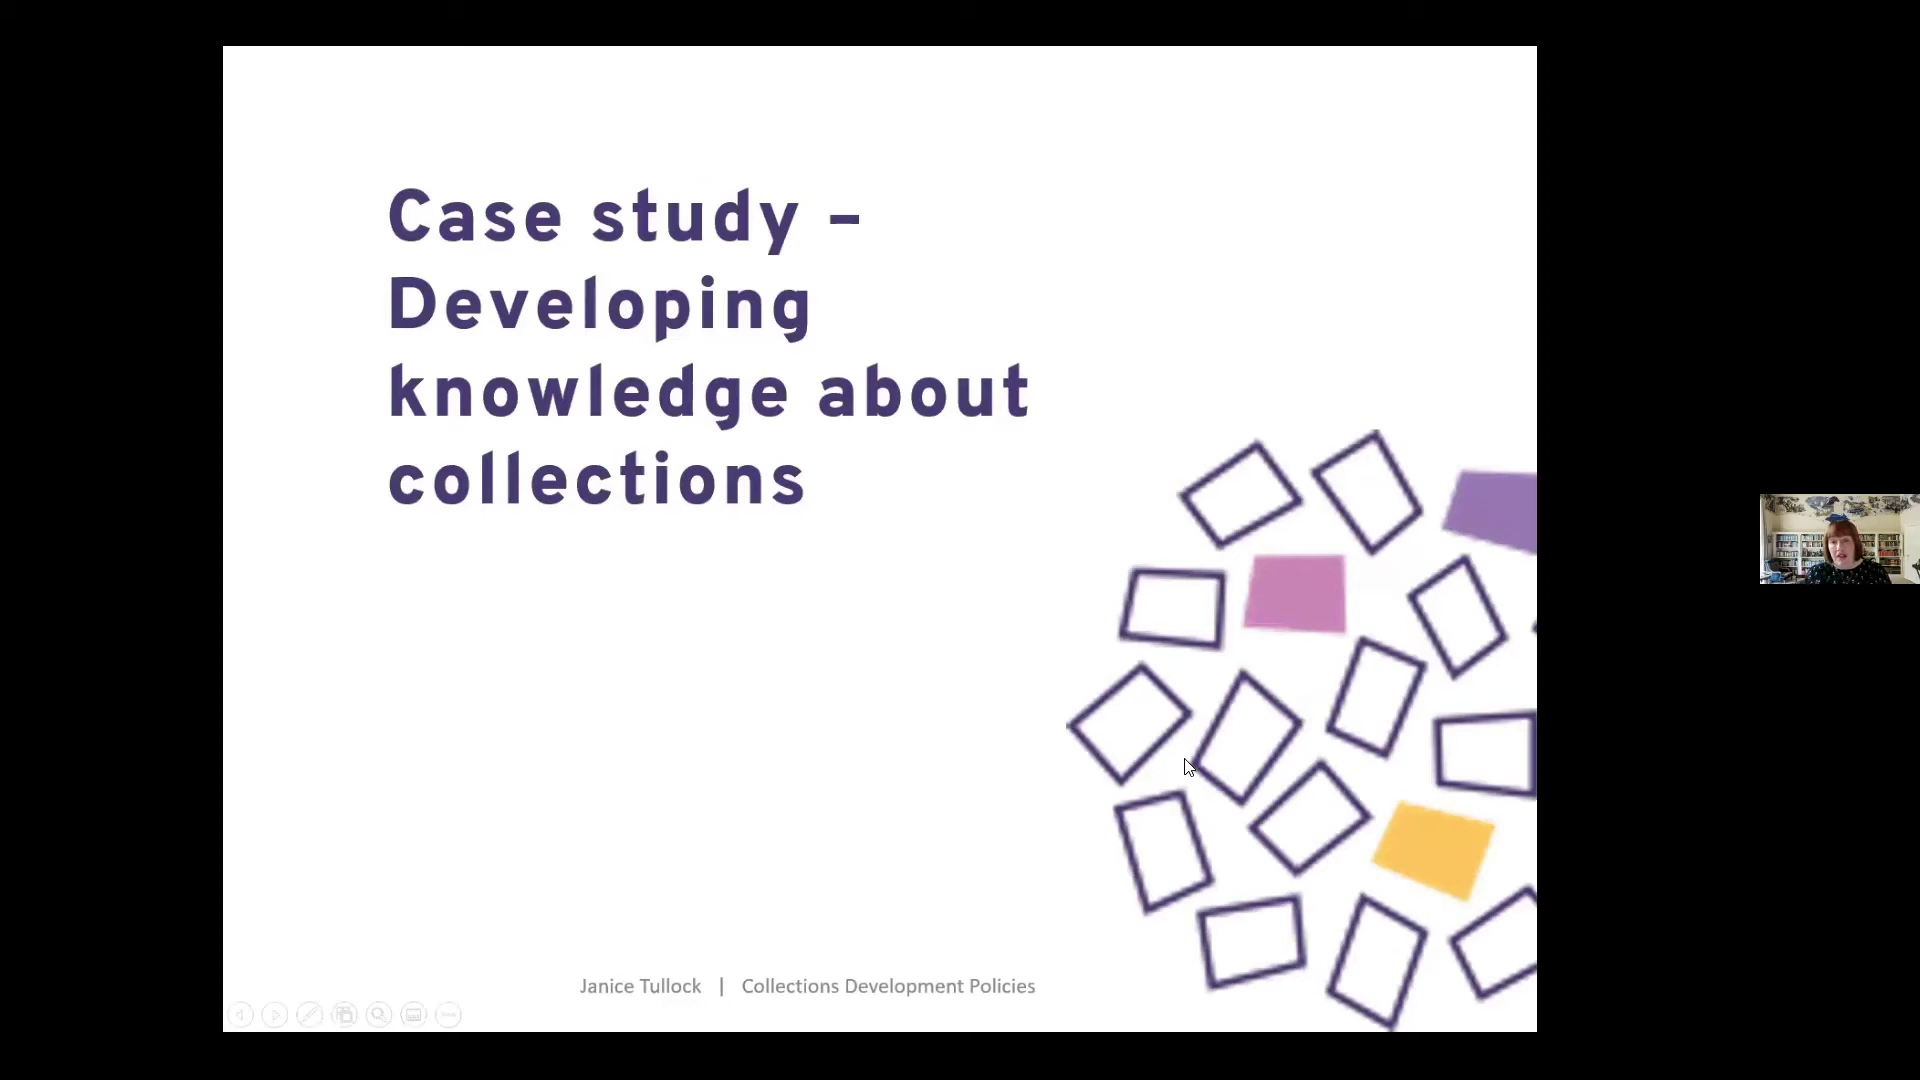 Case study –
Developing
knowledge about
collections
Janice Tullock | Collections Development Policies